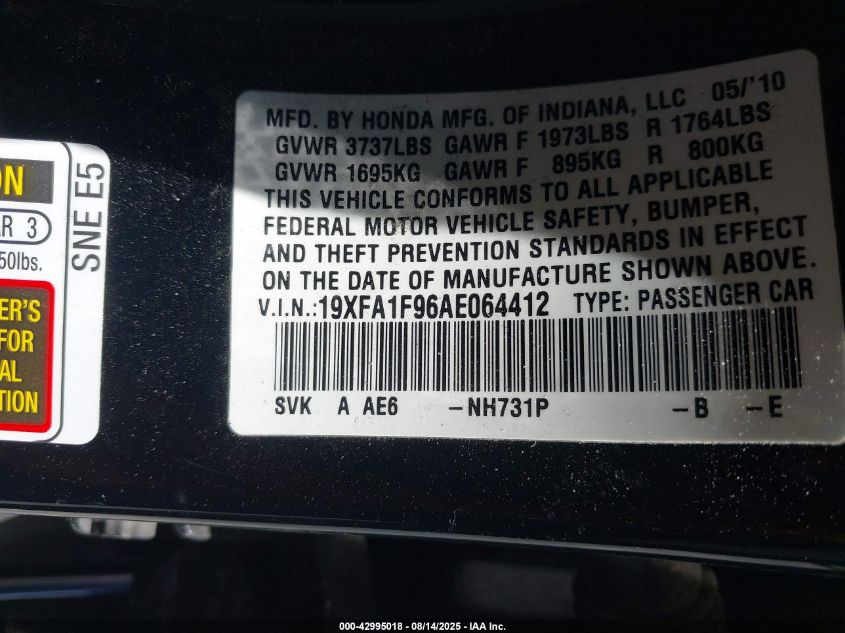 ON
AR 3
50lbs.
ER'S
FOR
AL
TION
SNE E5
MFD. BY HONDA MFG. OF INDIANA, LLC 05/'10
GVWR 3737LBS GAWR F 1973LBS R 1764LBS
GVWR 1695KG GAWR F 895KG R 800KG
THIS VEHICLE CONFORMS TO ALL APPLICABLE
FEDERAL MOTOR VEHICLE SAFETY, BUMPER,
AND THEFT PREVENTION STANDARDS IN EFFECT
ON THE DATE OF MANUFACTURE SHOWN ABOVE.
V.I.N.:19XFA1F96AE064412 TYPE: PASSENGER CAR
SVK A AE6 -NH731P -B -E
000-42995018 - 08/14/2025 - IAA Inc.